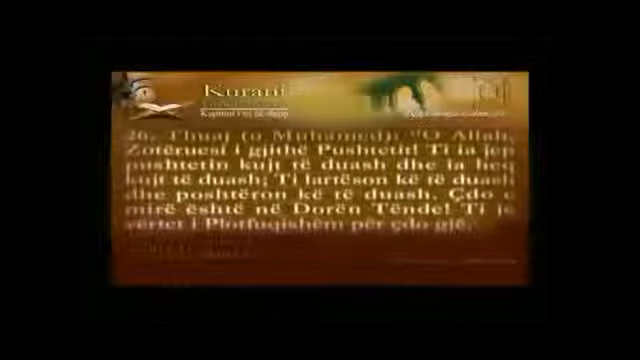 Kurani
26. Thuaj (o Muhamed): "O Allah,
Zotëruesi i gjithë Pushtetit! Ti ia jep
pushtetin kujt të duash dhe ia heq
kujt të duash; Ti lartëson kë të duash
dhe poshtëron kë të duash. Çdo e
mirë është në Dorën Tënde! Ti je
vërtet i Plotfuqishëm për çdo gjë.